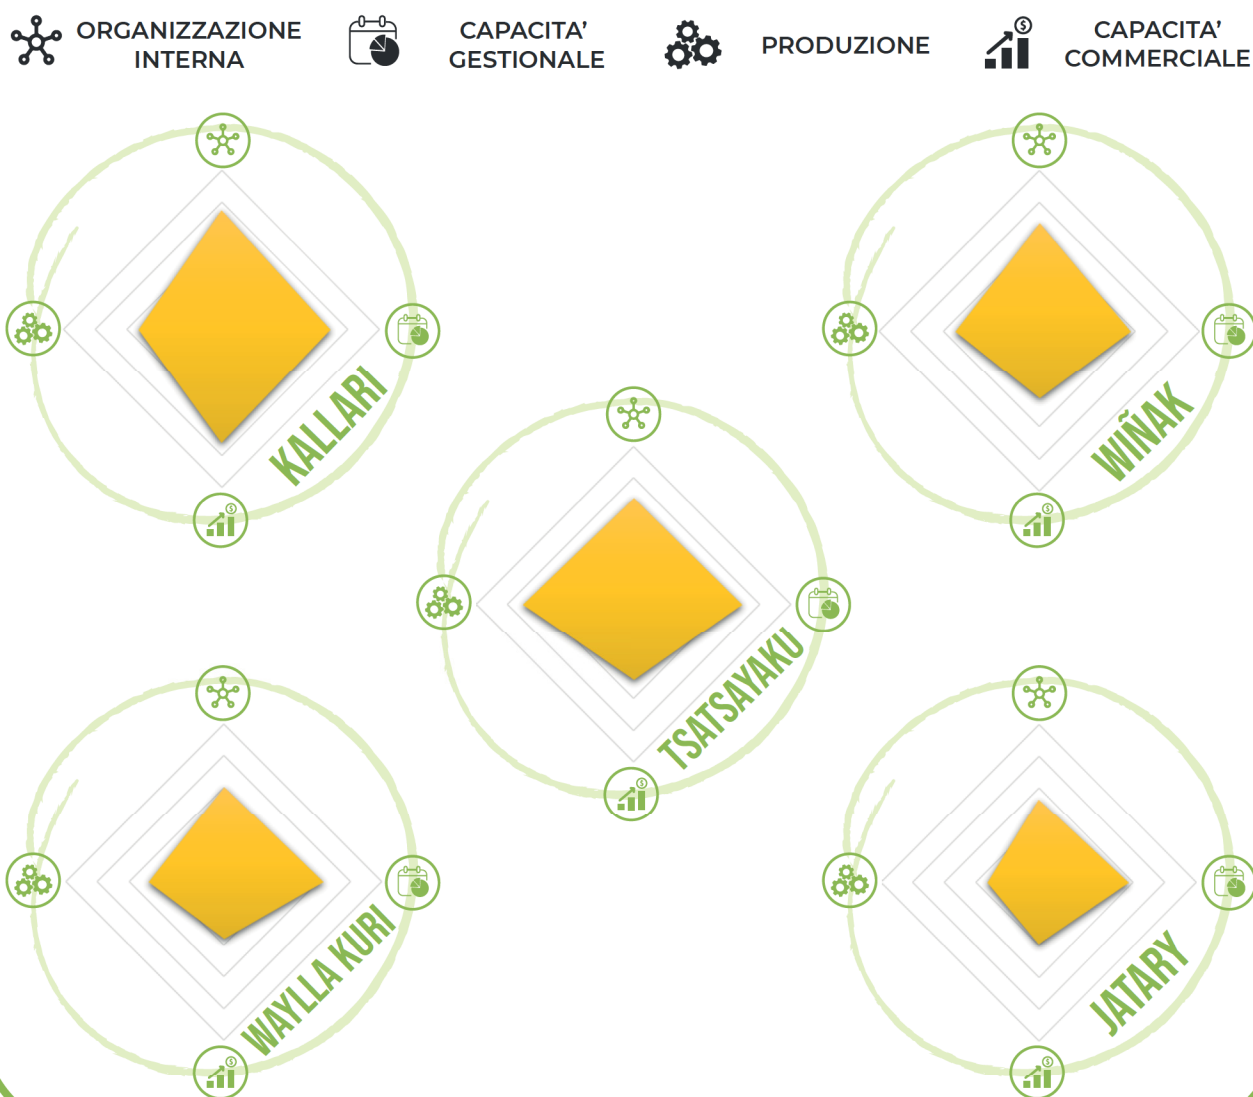 ORGANIZZAZIONE
INTERNA
CAPACITA’
GESTIONALE
PRODUZIONE
CAPACITA’
COMMERCIALE
KALLARI
WIÑAK
TSATSAYAKU
WAYLLA KURI
JATARY